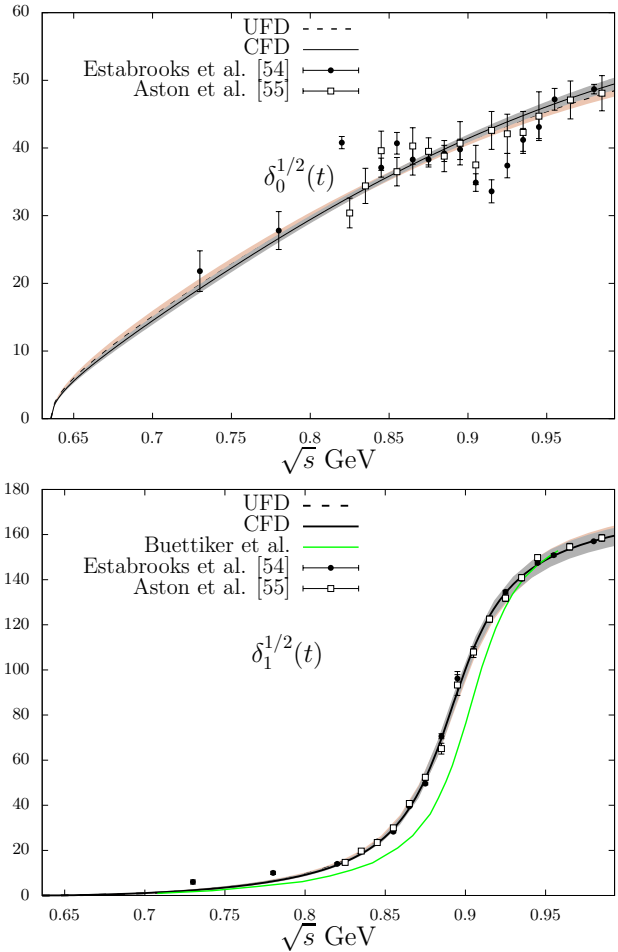 60
50
40
30
20
10
0
UFD
CFD
Estabrooks et al. [54]
Aston et al. [55]
δ₀^{1/2}(t)
0.65 0.7 0.75 0.8 0.85 0.9 0.95
√s GeV
180
160
140
120
100
80
60
40
20
0
UFD
CFD
Buettiker et al.
Estabrooks et al. [54]
Aston et al. [55]
δ₁^{1/2}(t)
0.65 0.7 0.75 0.8 0.85 0.9 0.95
√s GeV